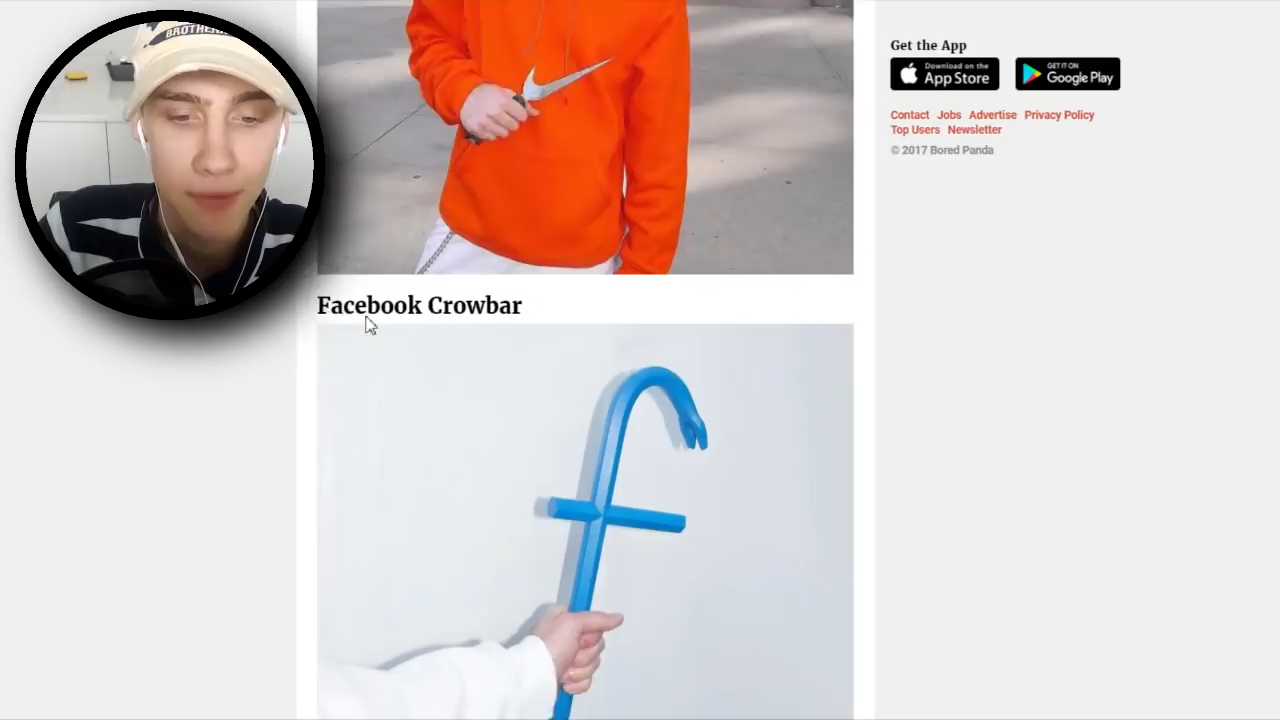 BROTHER
Get the App
Download on the
App Store
GET IT ON
Google Play
Contact Jobs Advertise Privacy Policy
Top Users Newsletter
© 2017 Bored Panda
Facebook Crowbar